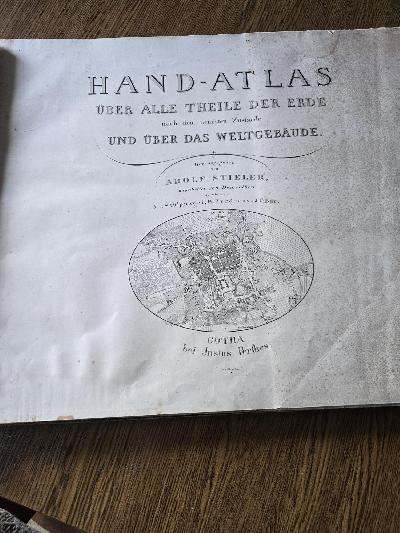 HAND-ATLAS
ÜBER ALLE THEILE DER ERDE
nach dem neuesten Zustande
UND ÜBER DAS WELTGEBÄUDE.
von
ADOLF STIELER,
GOTHA
bei Justus Perthes